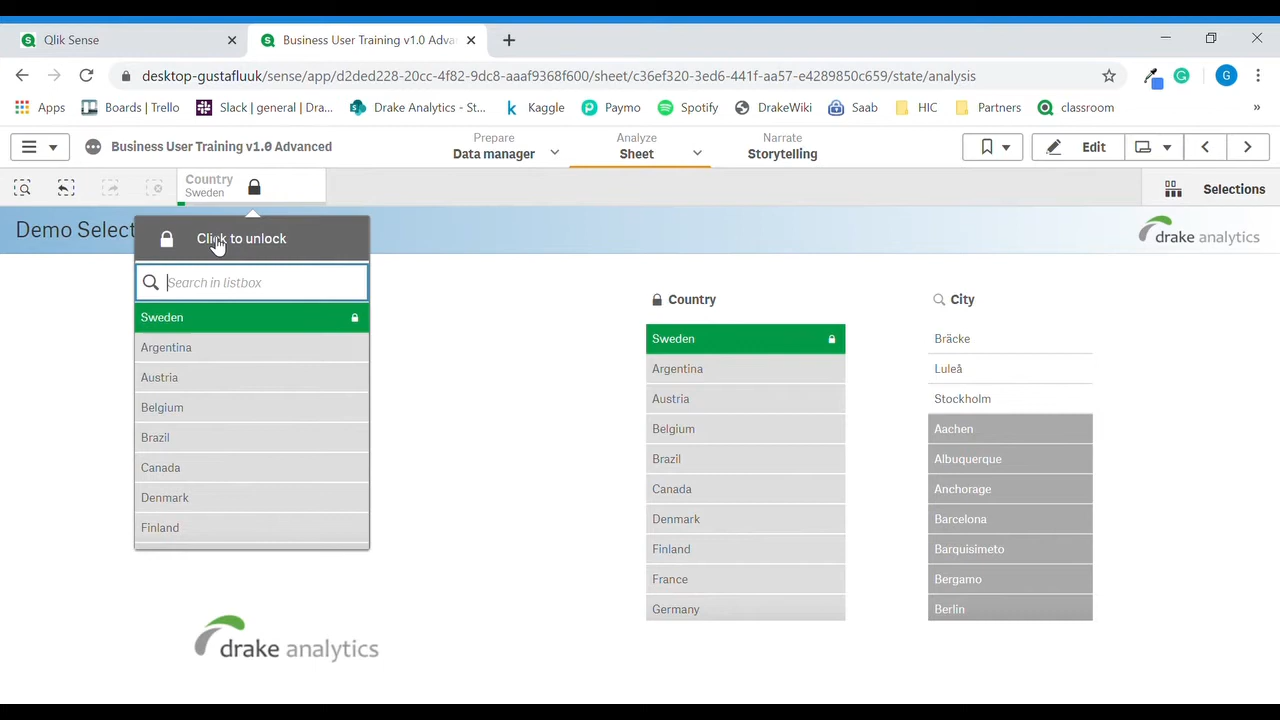 Qlik Sense
Business User Training v1.0 Adva
desktop-gustafluuk/sense/app/d2ded228-20cc-4f82-9dc8-aaaf9368f600/sheet/c36ef320-3ed6-441f-aa57-e4289850c659/state/analysis
G
Apps
Boards | Trello
Slack | general | Dra...
Drake Analytics - St...
Kaggle
Paymo
Spotify
DrakeWiki
Saab
HIC
Partners
classroom
»
Business User Training v1.0 Advanced
Prepare
Data manager
Analyze
Sheet
Narrate
Storytelling
Edit
Country
Sweden
Selections
Demo Select
drake analytics
Click to unlock
Search in listbox
Sweden
Argentina
Austria
Belgium
Brazil
Canada
Denmark
Finland
Country
Sweden
Argentina
Austria
Belgium
Brazil
Canada
Denmark
Finland
France
Germany
City
Bräcke
Luleå
Stockholm
Aachen
Albuquerque
Anchorage
Barcelona
Barquisimeto
Bergamo
Berlin
drake analytics